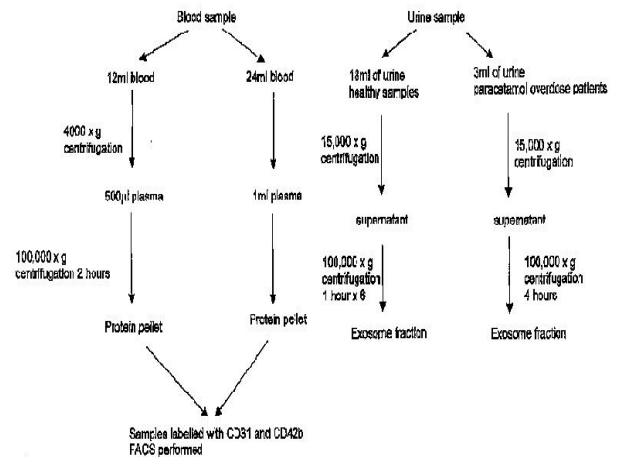 Blood sample
Urine sample
12ml blood
24ml blood
18ml of urine
healthy samples
3ml of urine
paracetamol overdose patients
4000 x g
centrifugation
15,000 x g
centrifugation
15,000 x g
centrifugation
500µl plasma
1ml plasma
supernatant
supernatant
100,000 x g
centrifugation 2 hours
100,000 x g
centrifugation
1 hour x 6
100,000 x g
centrifugation
4 hours
Protein pellet
Protein pellet
Exosome fraction
Exosome fraction
Samples labelled with CD31 and CD42b
FACS performed